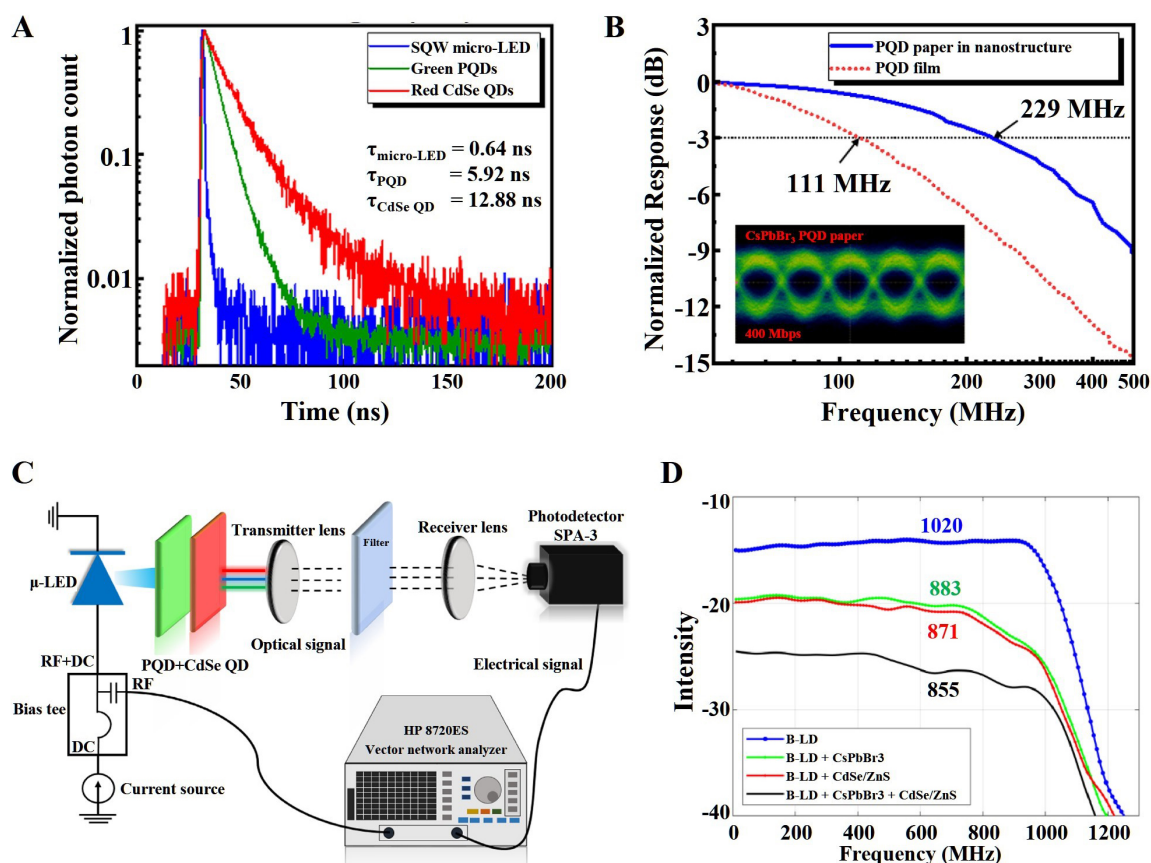 A
Normalized photon count
1
0.1
0.01
SQW micro-LED
Green PQDs
Red CdSe QDs
τmicro-LED = 0.64 ns
τPQD = 5.92 ns
τCdSe QD = 12.88 ns
0 50 100 150 200
Time (ns)
B
Normalized Response (dB)
3
0
-3
-6
-9
-12
-15
PQD paper in nanostructure
PQD film
229 MHz
111 MHz
CsPbBr3 PQD paper
400 Mbps
100 200 300 400 500
Frequency (MHz)
C
μ-LED
PQD+CdSe QD
Transmitter lens
Optical signal
Filter
Receiver lens
Photodetector
SPA-3
Electrical signal
RF+DC
RF
Bias tee
DC
Current source
HP 8720ES
Vector network analyzer
D
Intensity
-10
-20
-30
-40
1020
883
871
855
B-LD
B-LD + CsPbBr3
B-LD + CdSe/ZnS
B-LD + CsPbBr3 + CdSe/ZnS
0 200 400 600 800 1000 1200
Frequency (MHz)